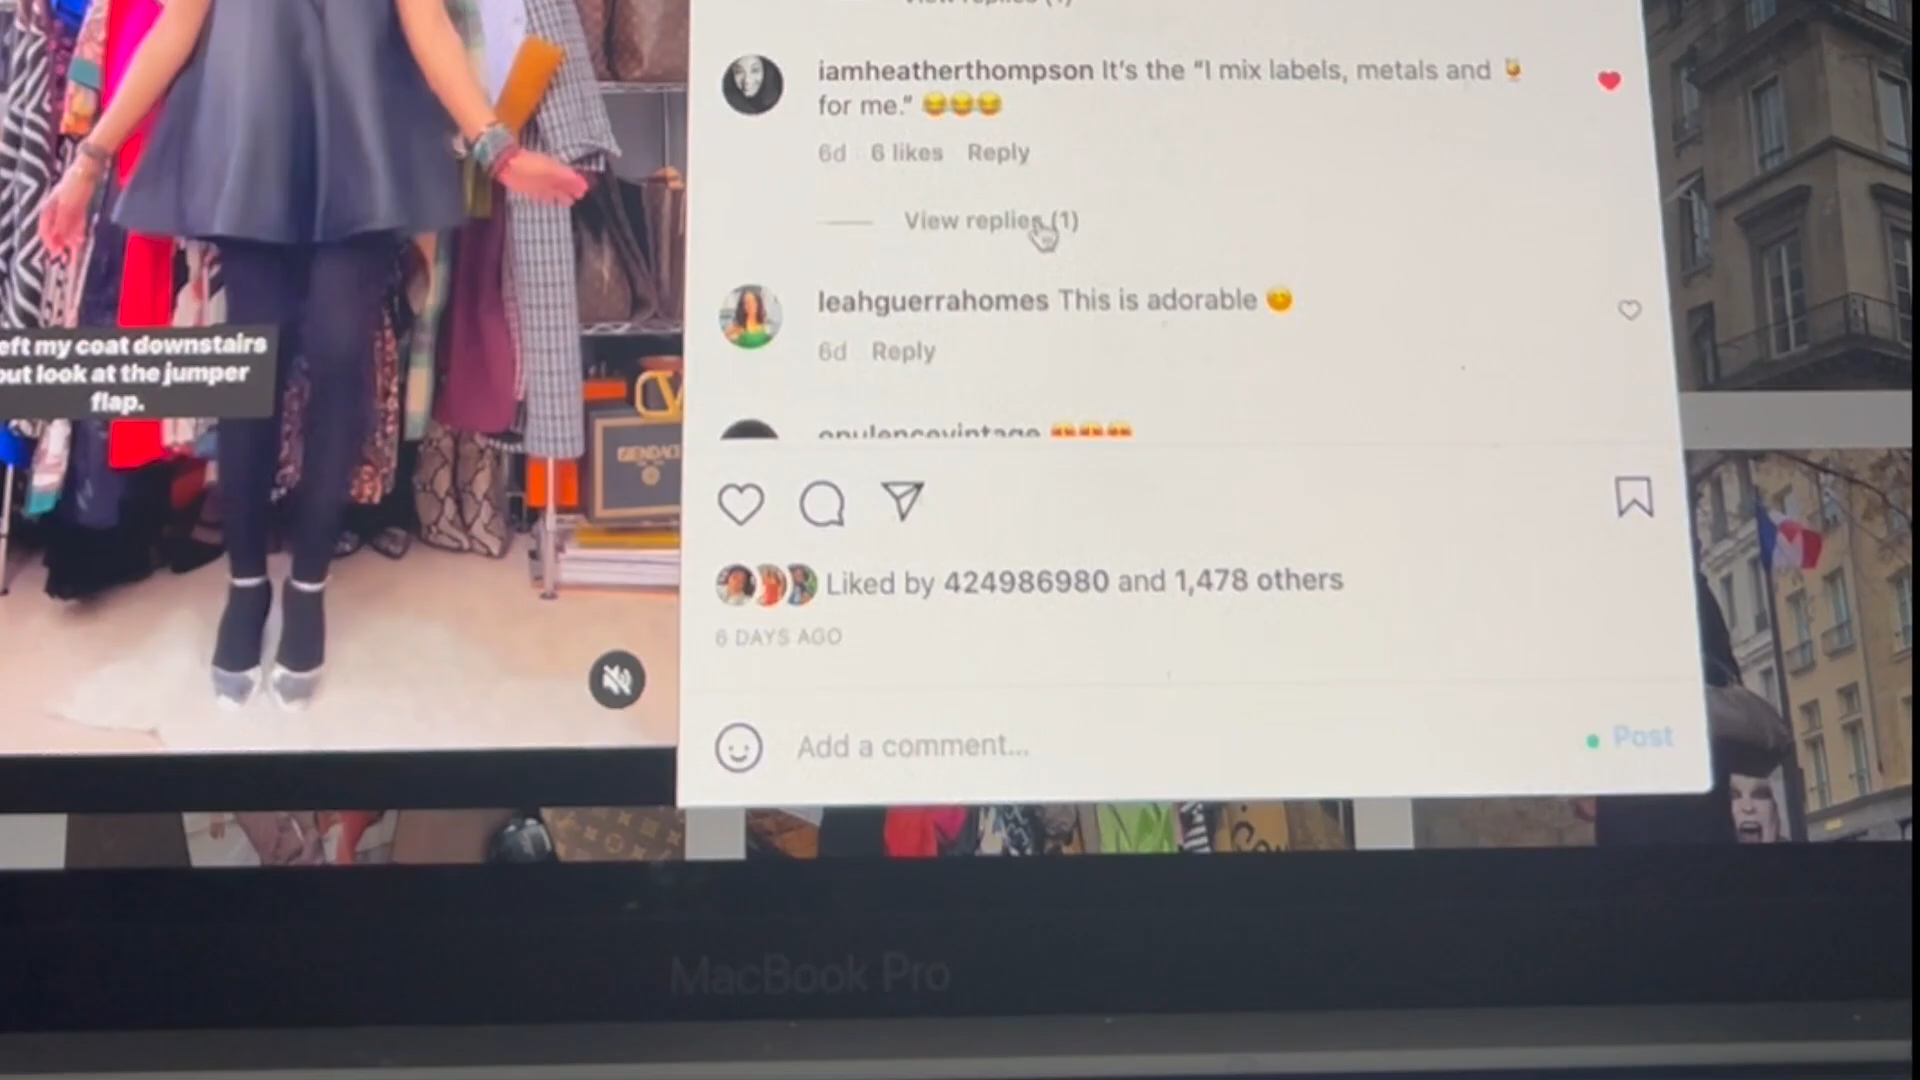 iamheatherthompson It's the "I mix labels, metals and 🥃
for me." 😂😂😂
6d 6 likes Reply
View replies (1)
leahguerrahomes This is adorable 😊
6d Reply
opulencevintage 😍😍😍
eft my coat downstairs
out look at the jumper
flap.
Liked by 424986980 and 1,478 others
6 DAYS AGO
Add a comment...
Post
MacBook Pro